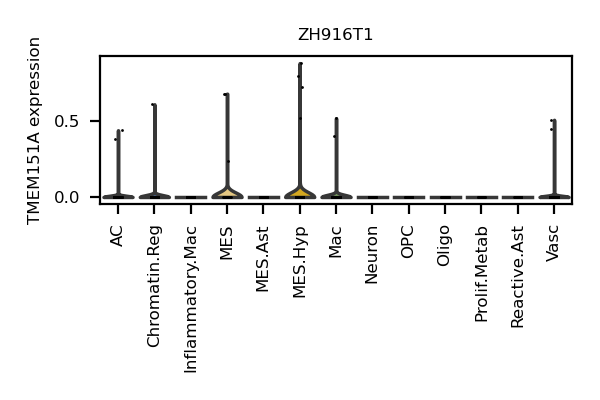 ZH916T1
TMEM151A expression
0.5
0.0
AC
Chromatin.Reg
Inflammatory.Mac
MES
MES.Ast
MES.Hyp
Mac
Neuron
OPC
Oligo
Prolif.Metab
Reactive.Ast
Vasc